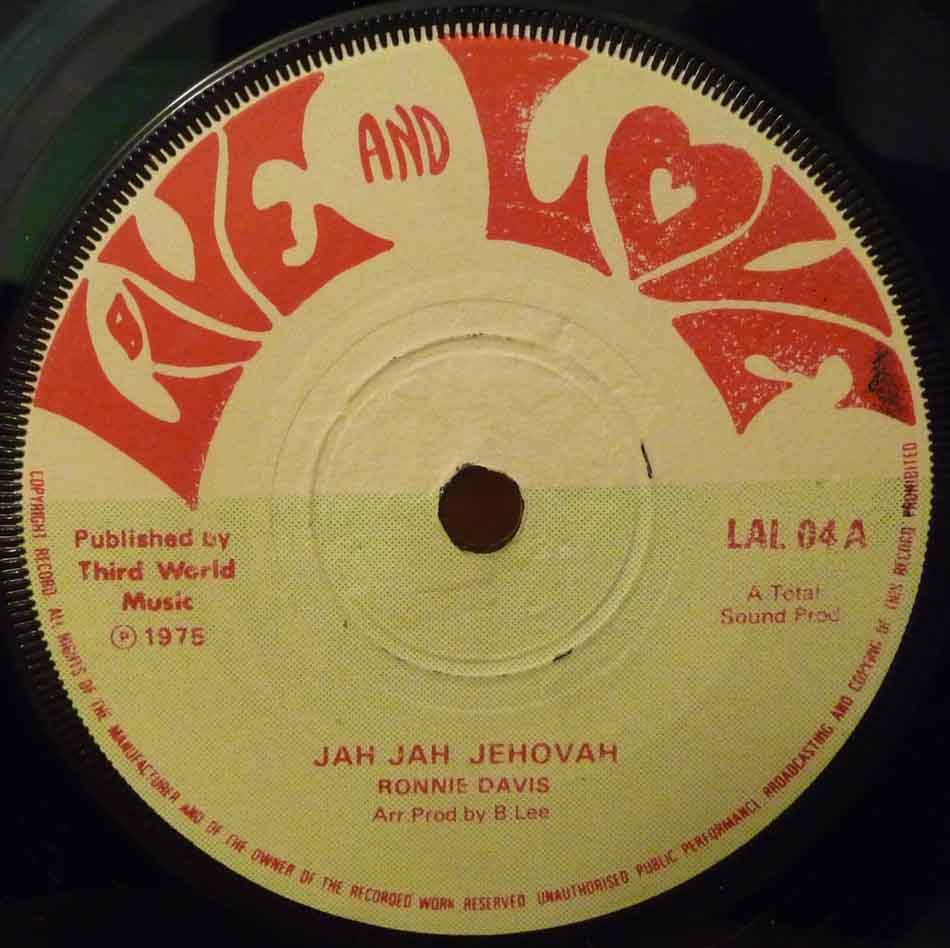 LIVE AND LOVE
Published by
Third World
Music
Ⓟ 1975
LAL 04 A
A Total
Sound Prod
JAH JAH JEHOVAH
RONNIE DAVIS
Arr. Prod by B. Lee
COPYRIGHT RECORD. ALL RIGHTS OF THE MANUFACTURER AND OF THE OWNER OF THE RECORDED WORK RESERVED UNAUTHORISED PUBLIC PERFORMANCE BROADCASTING AND COPYING OF THIS RECORD PROHIBITED